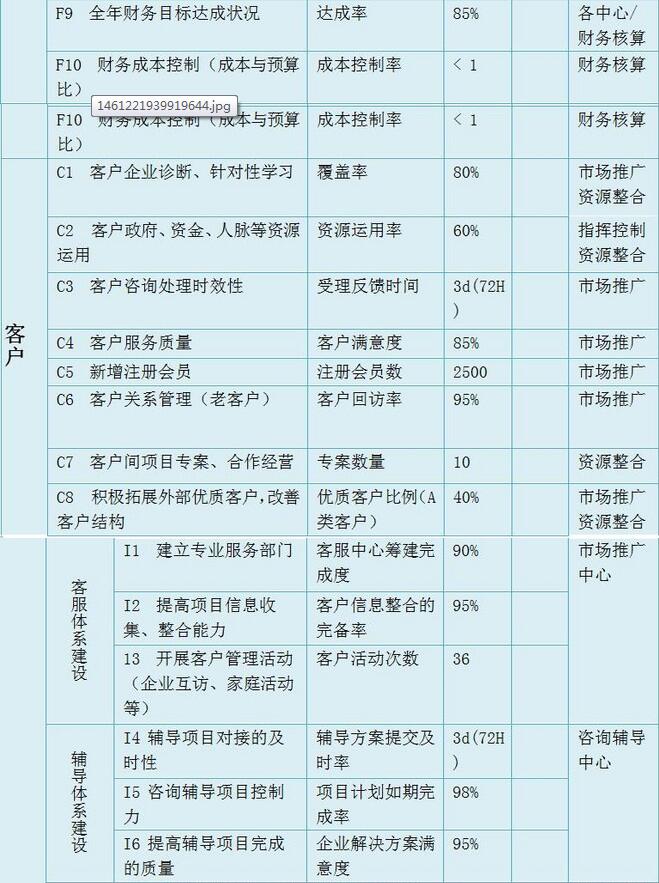 F9 全年财务目标达成状况 达成率 85% 各中心/
财务核算
F10 财务成本控制（成本与预算 成本控制率 < 1 财务核算
比）
1461221939919644.jpg
F10 财务成本控制（成本与预算 成本控制率 < 1 财务核算
比）
C1 客户企业诊断、针对性学习 覆盖率 80% 市场推广
资源整合
C2 客户政府、资金、人脉等资源 资源运用率 60% 指挥控制
运用 资源整合
C3 客户咨询处理时效性 受理反馈时间 3d(72H 市场推广
)
客户
C4 客户服务质量 客户满意度 85% 市场推广
C5 新增注册会员 注册会员数 2500 市场推广
C6 客户关系管理（老客户） 客户回访率 95% 市场推广
C7 客户间项目专案、合作经营 专案数量 10 资源整合
C8 积极拓展外部优质客户,改善 优质客户比例(A 40% 市场推广
客户结构 类客户) 资源整合
客服体系建设
I1 建立专业服务部门 客服中心筹建完 90% 市场推广
成度 中心
I2 提高项目信息收 客户信息整合的 95%
集、整合能力 完备率
13 开展客户管理活动 客户活动次数 36
（企业互访、家庭活动
等）
辅导体系建设
I4 辅导项目对接的及 辅导方案提交及 3d(72H 咨询辅导
时性 时率 ) 中心
I5 咨询辅导项目控制 项目计划如期完 98%
力 成率
I6 提高辅导项目完成 企业解决方案满 95%
的质量 意度